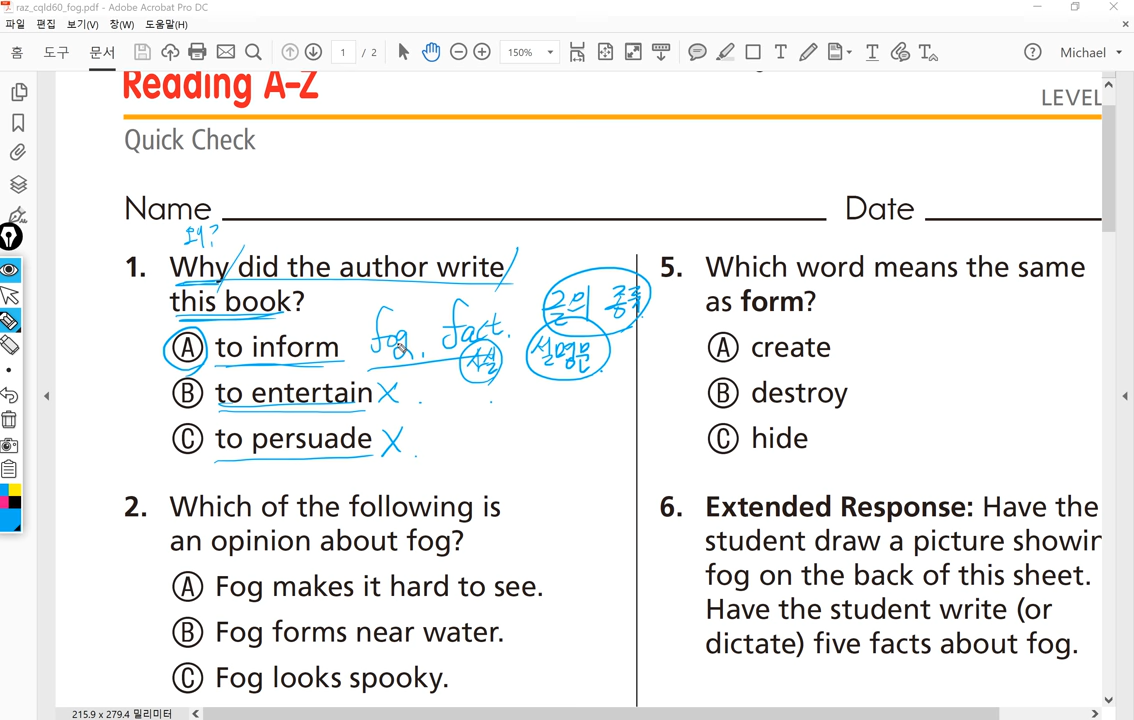 raz_cqld60_fog.pdf - Adobe Acrobat Pro DC
파일 편집 보기(V) 창(W) 도움말(H)
홈 도구 문서 1 / 2 150% Michael
Reading A-Z
LEVEL
Quick Check
Name Date
왜?
1. Why did the author write
this book?
글의 종류
A to inform
fog. fact.
사실
설명문
B to entertain X
C to persuade X
2. Which of the following is
an opinion about fog?
A Fog makes it hard to see.
B Fog forms near water.
C Fog looks spooky.
5. Which word means the same
as form?
A create
B destroy
C hide
6. Extended Response: Have the
student draw a picture showin
fog on the back of this sheet.
Have the student write (or
dictate) five facts about fog.
215.9 x 279.4 밀리미터